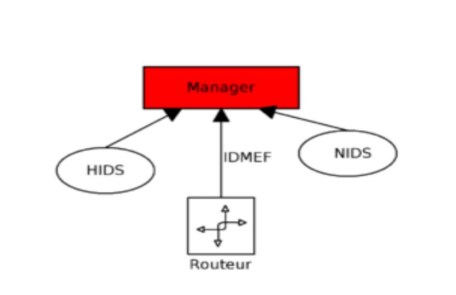 Manager
IDMEF
HIDS
NIDS
Routeur